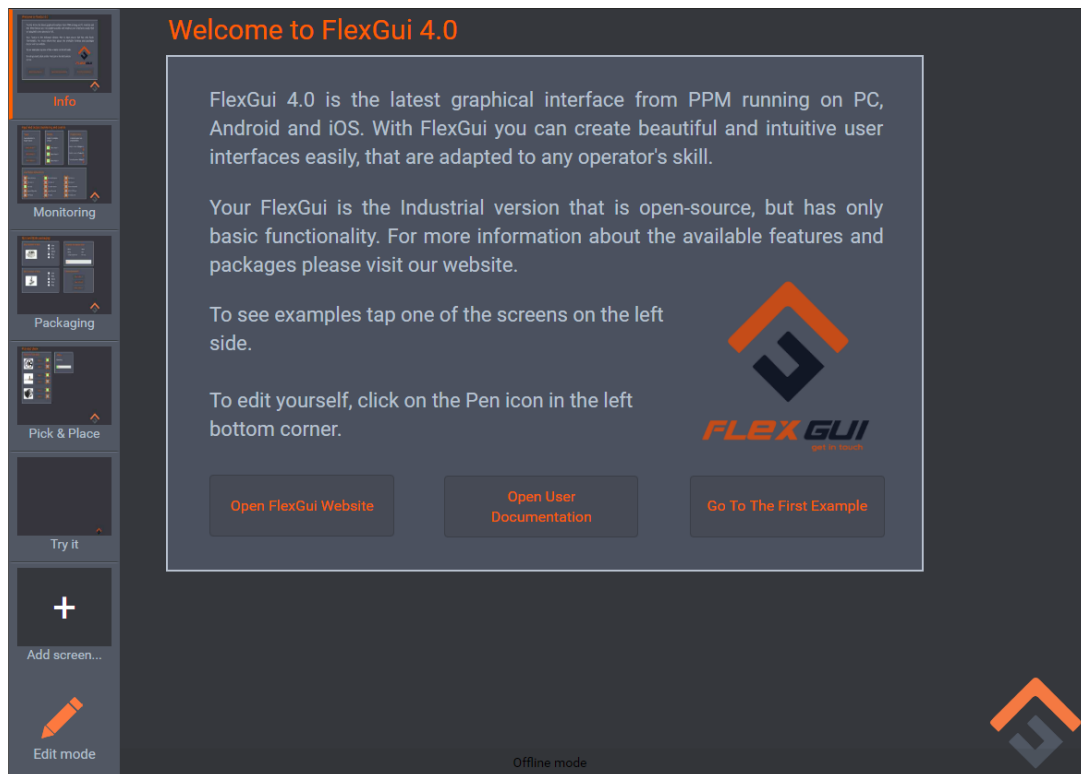 Welcome to FlexGui 4.0
FlexGui 4.0 is the latest graphical interface from PPM running on PC,
Android and iOS. With FlexGui you can create beautiful and intuitive user
interfaces easily, that are adapted to any operator's skill.
Your FlexGui is the Industrial version that is open-source, but has only
basic functionality. For more information about the available features and
packages please visit our website.
To see examples tap one of the screens on the left
side.
To edit yourself, click on the Pen icon in the left
bottom corner.
FLEX GUI
get in-touch
Open FlexGui Website
Open User
Documentation
Go To The First Example
Info
Monitoring
Packaging
Pick & Place
Try it
+
Add screen...
Edit mode
Offline mode